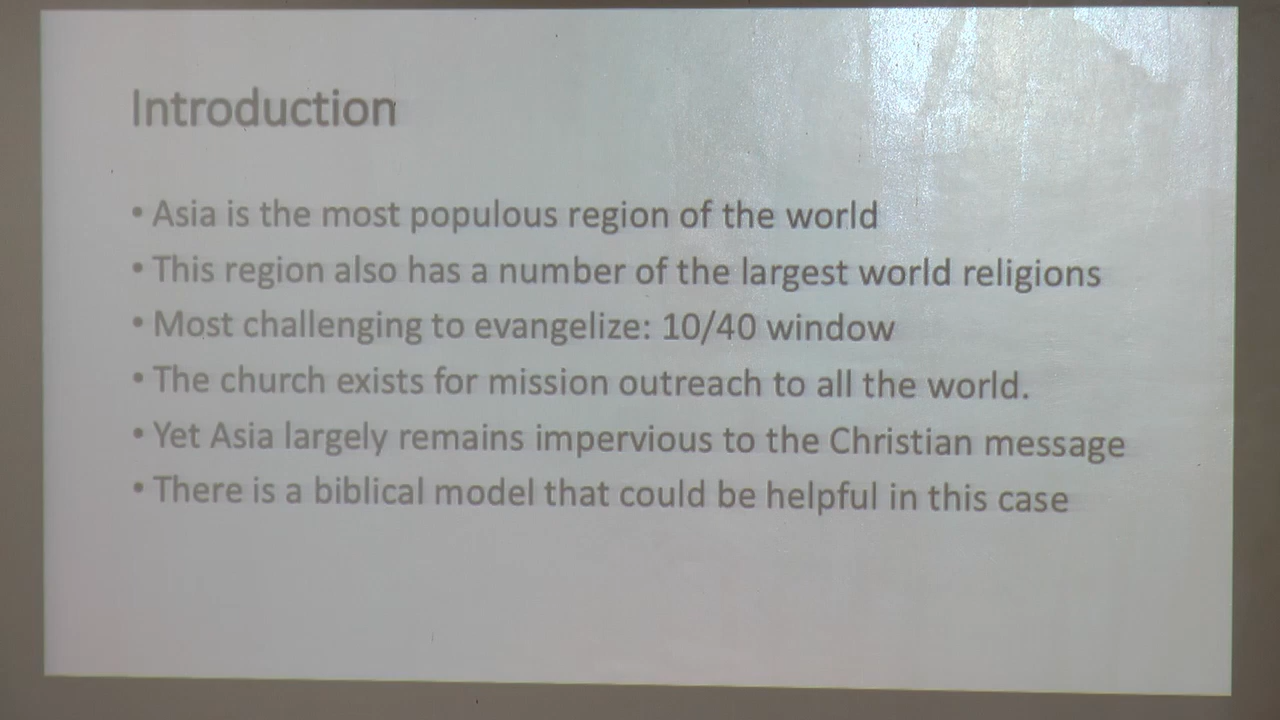 Introduction
• Asia is the most populous region of the world
• This region also has a number of the largest world religions
• Most challenging to evangelize: 10/40 window
• The church exists for mission outreach to all the world.
• Yet Asia largely remains impervious to the Christian message
• There is a biblical model that could be helpful in this case